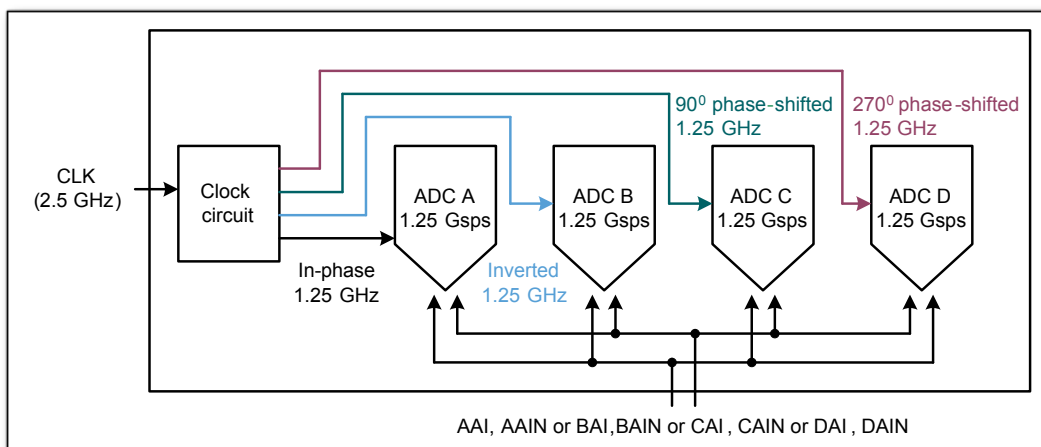 90⁰ phase-shifted
1.25 GHz
270⁰ phase-shifted
1.25 GHz
CLK
(2.5 GHz)
Clock
circuit
ADC A
1.25 Gsps
ADC B
1.25 Gsps
ADC C
1.25 Gsps
ADC D
1.25 Gsps
In-phase
1.25 GHz
Inverted
1.25 GHz
AAI, AAIN or BAI,BAIN or CAI , CAIN or DAI , DAIN